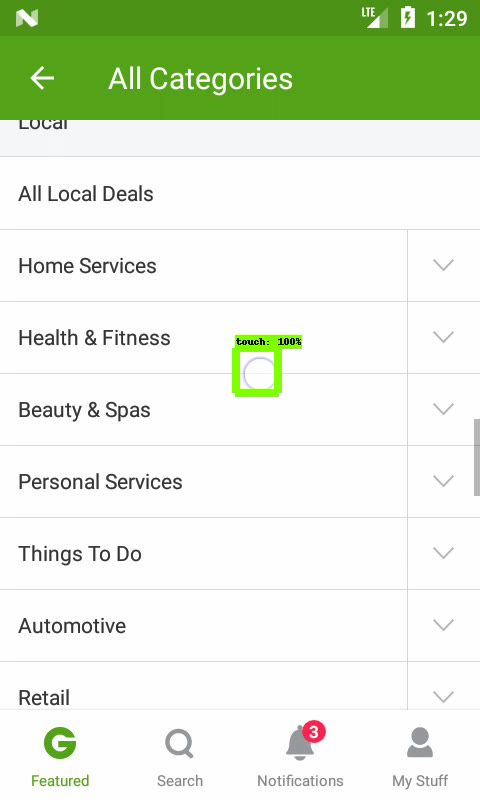 LTE
1:29
All Categories
Local
All Local Deals
Home Services
Health & Fitness
touch: 100%
Beauty & Spas
Personal Services
Things To Do
Automotive
Retail
3
Featured
Search
Notifications
My Stuff